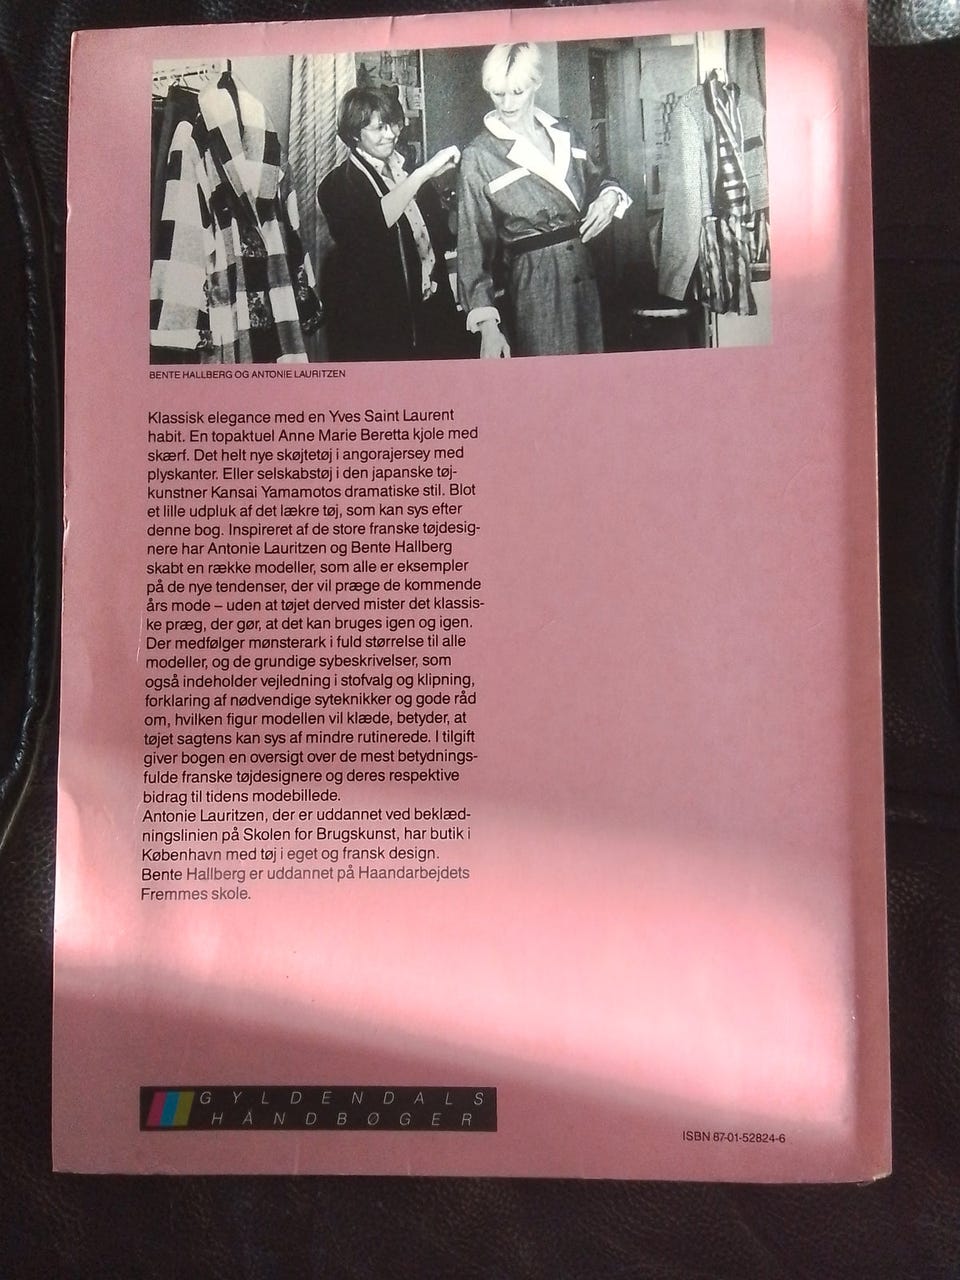 BENTE HALLBERG OG ANTONIE LAURITZEN
Klassisk elegance med en Yves Saint Laurent
habit. En topaktuel Anne Marie Beretta kjole med
skærf. Det helt nye skøjtetøj i angorajersey med
plyskanter. Eller selskabstøj i den japanske tøj-
kunstner Kansai Yamamotos dramatiske stil. Blot
et lille udpluk af det lækre tøj, som kan sys efter
denne bog. Inspireret af de store franske tøjdesig-
nere har Antonie Lauritzen og Bente Hallberg
skabt en række modeller, som alle er eksempler
på de nye tendenser, der vil præge de kommende
års mode – uden at tøjet derved mister det klassis-
ke præg, der gør, at det kan bruges igen og igen.
Der medfølger mønsterark i fuld størrelse til alle
modeller, og de grundige sybeskrivelser, som
også indeholder vejledning i stofvalg og klipning,
forklaring af nødvendige syteknikker og gode råd
om, hvilken figur modellen vil klæde, betyder, at
tøjet sagtens kan sys af mindre rutinerede. I tilgift
giver bogen en oversigt over de mest betydnings-
fulde franske tøjdesignere og deres respektive
bidrag til tidens modebillede.
Antonie Lauritzen, der er uddannet ved beklæd-
ningslinien på Skolen for Brugskunst, har butik i
København med tøj i eget og fransk design.
Bente Hallberg er uddannet på Haandarbejdets
Fremmes skole.
GYLDENDALS
HÅNDBØGER
ISBN 87-01-52824-6